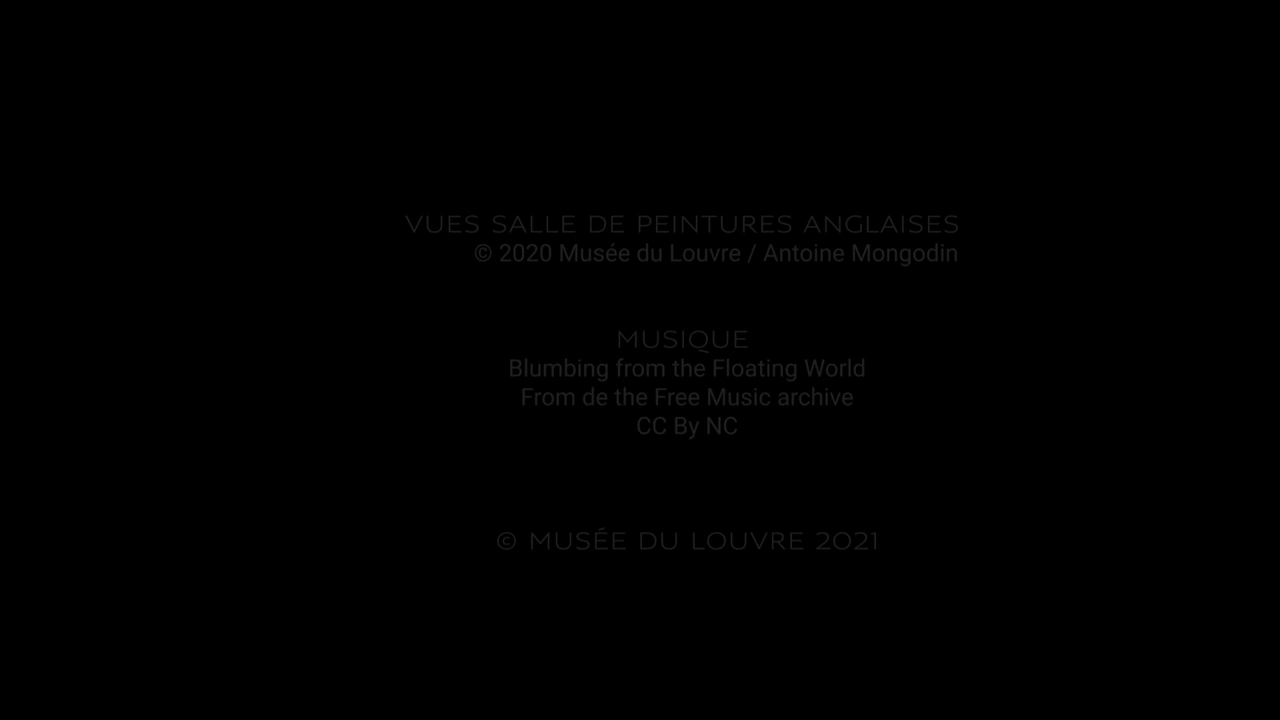 VUES SALLE DE PEINTURES ANGLAISES
© 2020 Musée du Louvre / Antoine Mongodin
MUSIQUE
Blumbing from the Floating World
From de the Free Music archive
CC By NC
© MUSÉE DU LOUVRE 2021